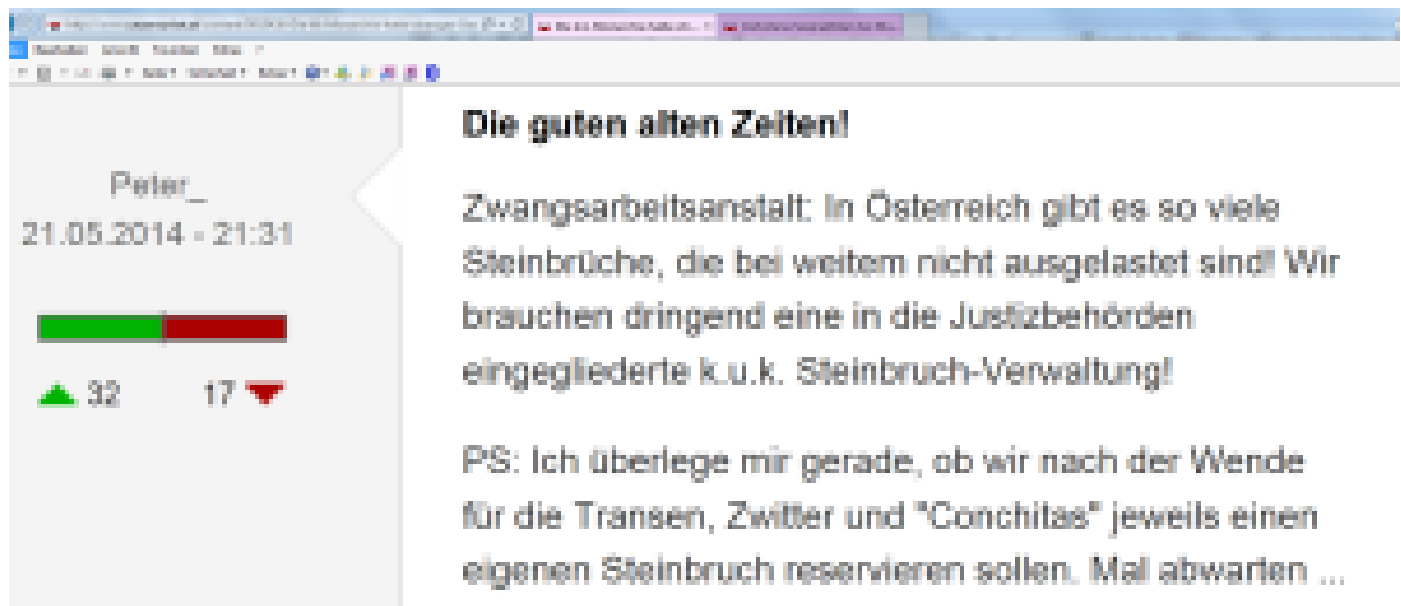 Die guten alten Zeiten!
Peter_
21.05.2014 - 21:31
32
17
Zwangsarbeitsanstalt: In Österreich gibt es so viele
Steinbrüche, die bei weitem nicht ausgelastet sind! Wir
brauchen dringend eine in die Justizbehörden
eingegliederte k.u.k. Steinbruch-Verwaltung!
PS: Ich überlege mir gerade, ob wir nach der Wende
für die Transen, Zwitter und "Conchitas" jeweils einen
eigenen Steinbruch reservieren sollen. Mal abwarten ...